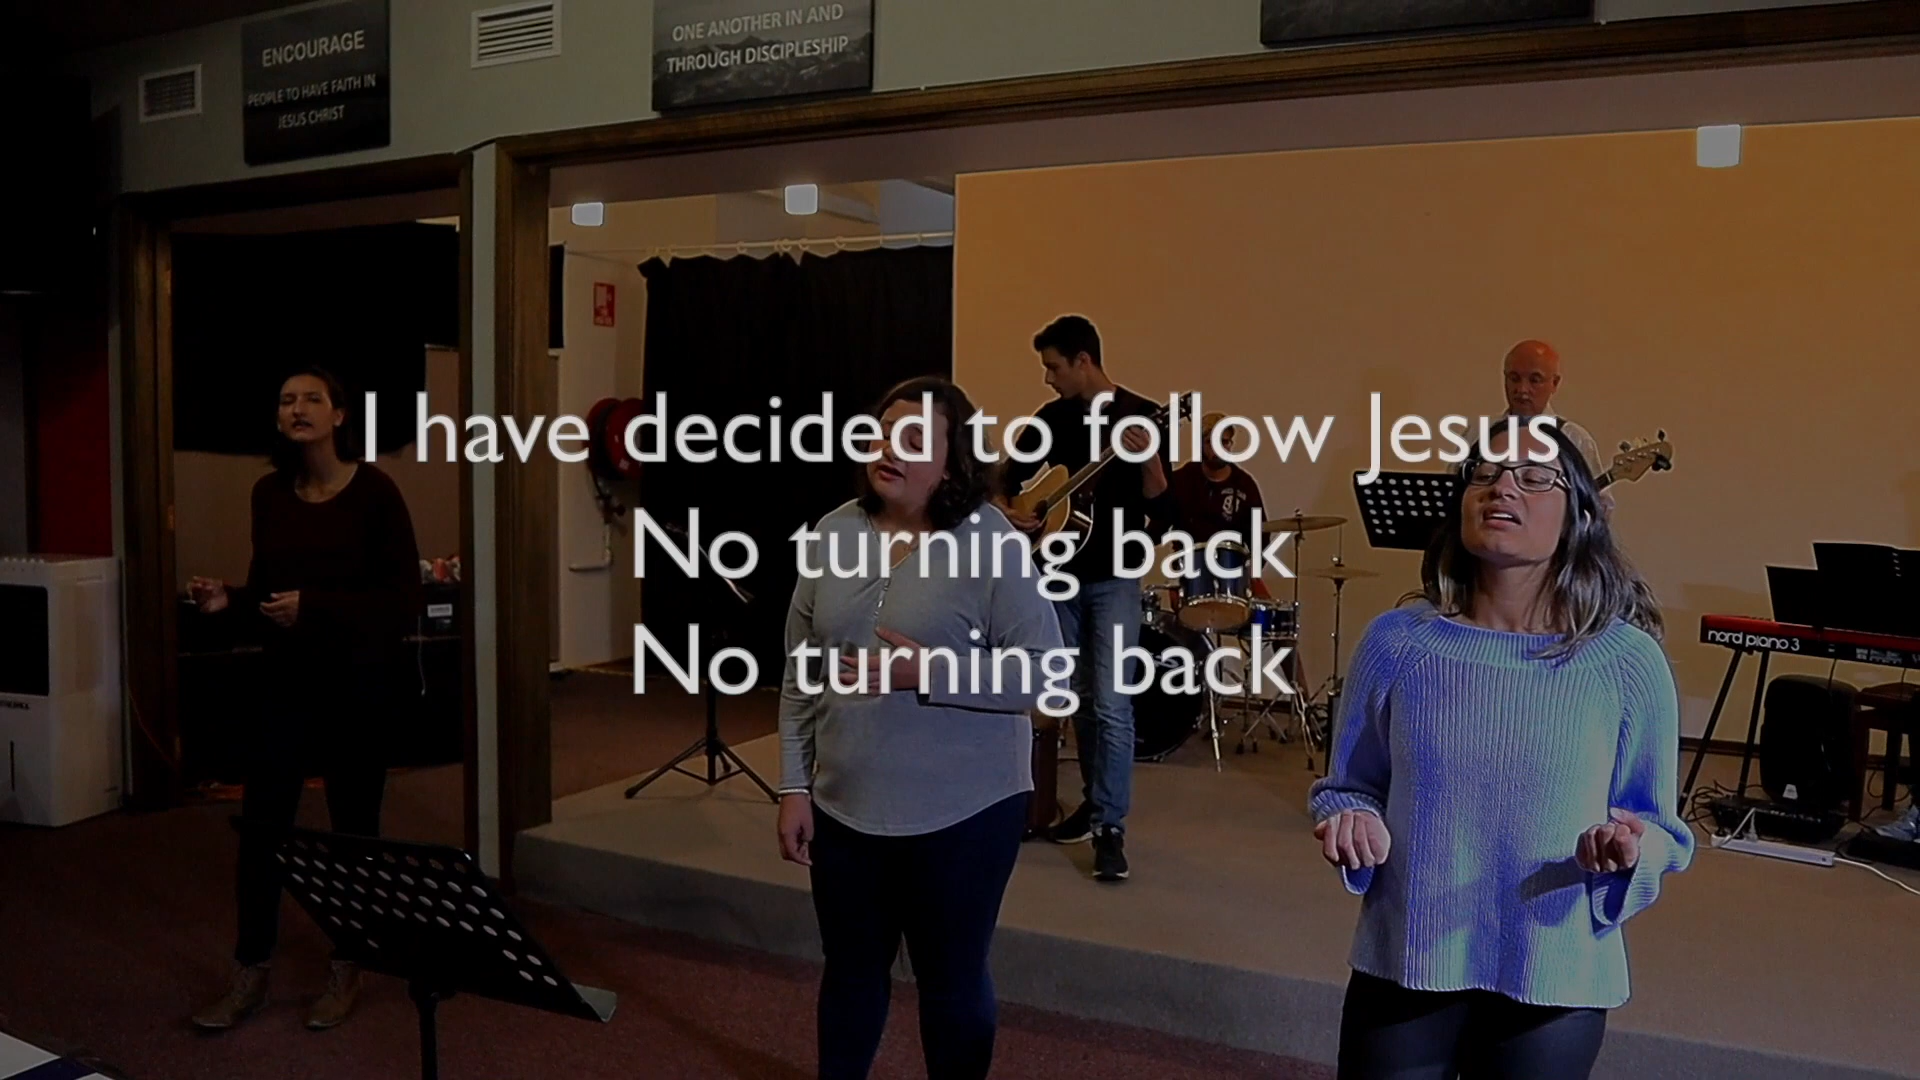 ENCOURAGE
PEOPLE TO HAVE FAITH IN
JESUS CHRIST
ONE ANOTHER IN AND
THROUGH DISCIPLESHIP
I have decided to follow Jesus
No turning back
No turning back
nord piano 3